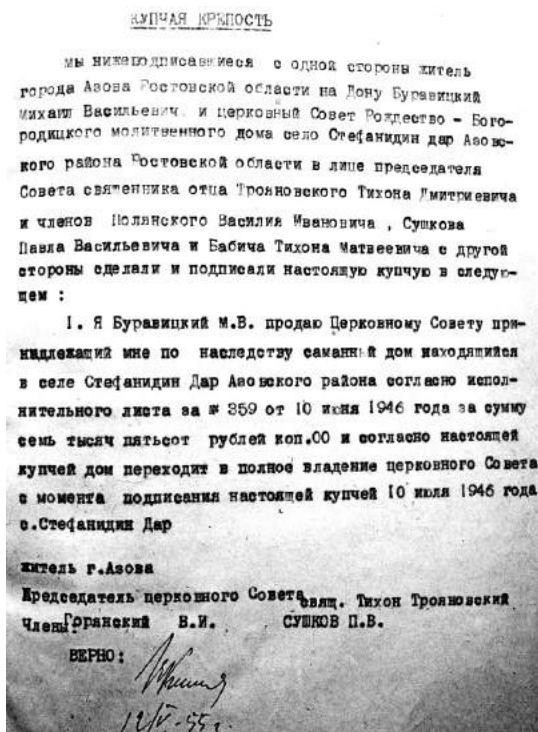 КУПЧАЯ КРЕПОСТЬ
мы нижеподписавшиеся с одной стороны житель
города Азова Ростовской области на Дону Буравицкий
Михаил Васильевич и церковный Совет Рождество - Бого-
родицкого молитвенного дома село Стефанидин дар Азовс-
кого района Ростовской области в лице председателя
Совета священника отца Трояновского Тихона Дмитриевича
и членов Полянского Василия Ивановича , Сушкова
Павла Васильевича и Бабича Тихона Матвеевича с другой
стороны сделали и подписали настоящую купчую в следую-
щем :
I. Я Буравицкий М.В. продаю Церковному Совету при-
надлежащий мне по наследству саманный дом находящийся
в селе Стефанидин Дар Азовского района согласно испол-
нительного листа за № 359 от 10 июня 1946 года за сумму
семь тысяч пятьсот рублей коп.00 и согласно настоящей
купчей дом переходит в полное владение церковного Совета
с момента подписания настоящей купчей 10 июля 1946 года
с.Стефанидин Дар
житель г.Азова
Председатель церковного Совета свящ. Тихон Трояновский
Члены: Горянский В.И. СУШКОВ П.В.
ВЕРНО:
12/V-55г.